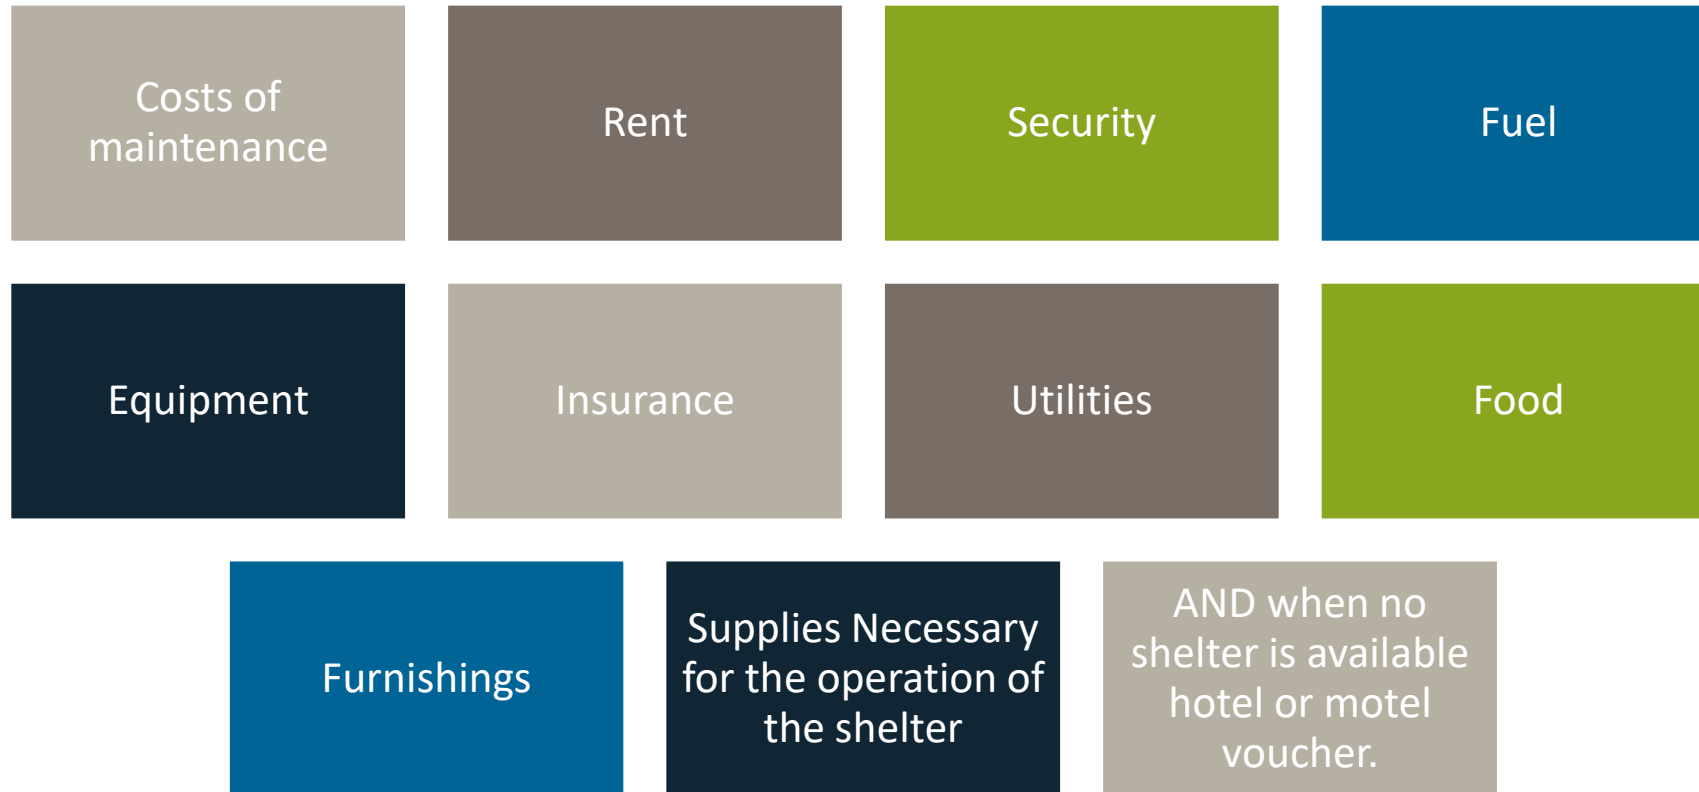 Costs of
maintenance
Rent
Security
Fuel
Equipment
Insurance
Utilities
Food
Furnishings
Supplies Necessary
for the operation of
the shelter
AND when no
shelter is available
hotel or motel
voucher.